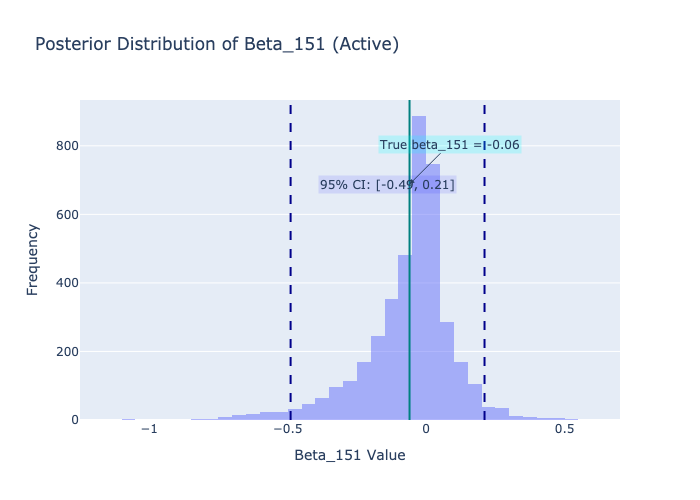 Posterior Distribution of Beta_151 (Active)
True beta_151 = -0.06
95% CI: [-0.49, 0.21]
Frequency
800
600
400
200
0
−1
−0.5
0
0.5
Beta_151 Value